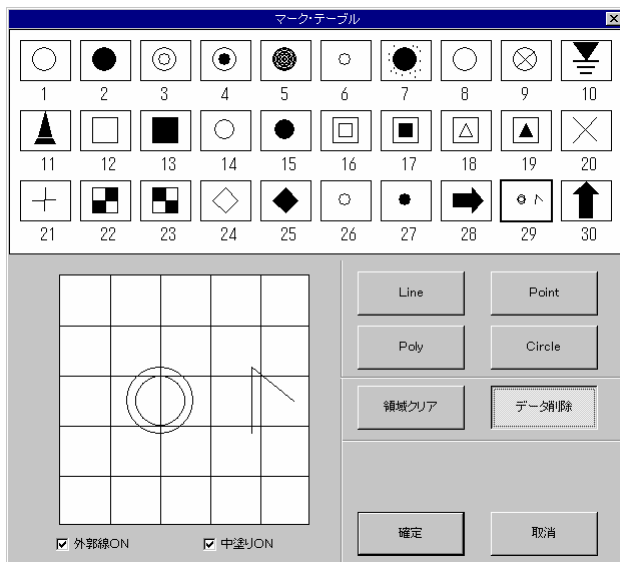 マーク・テーブル
1 2 3 4 5 6 7 8 9 10
11 12 13 14 15 16 17 18 19 20
21 22 23 24 25 26 27 28 29 30
Line Point
Poly Circle
領域クリア データ削除
確定 取消
外郭線ON 中塗りON